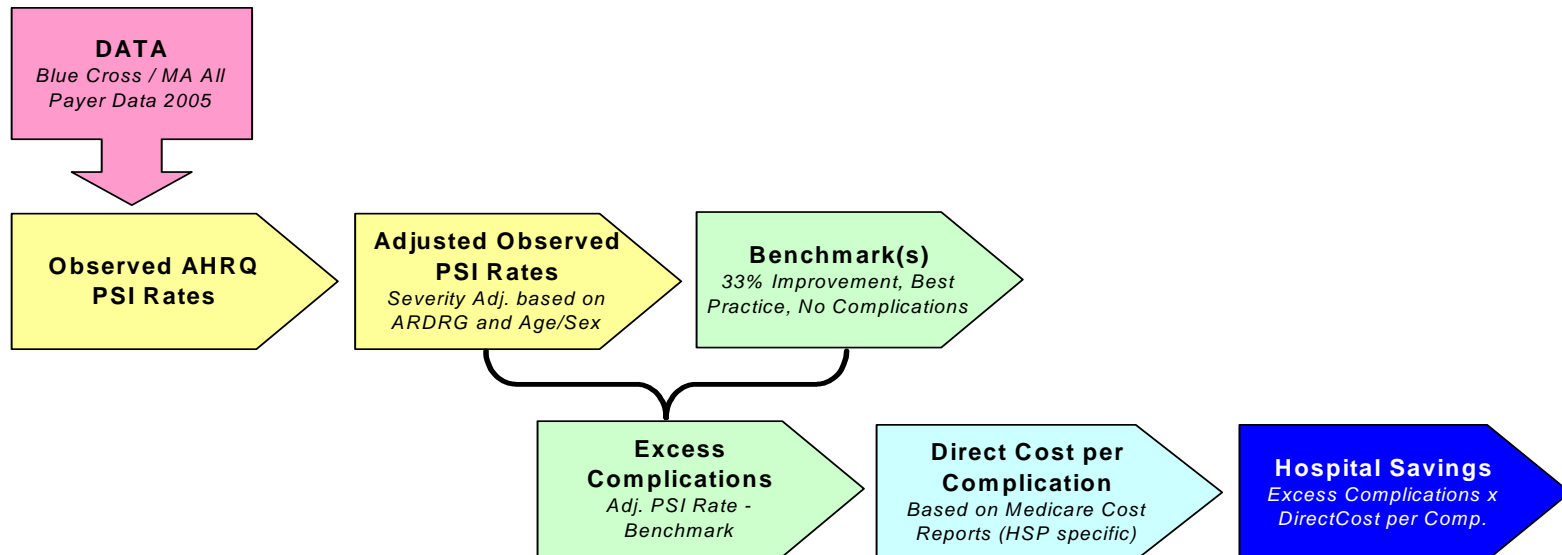 DATA
Blue Cross / MA All
Payer Data 2005
Observed AHRQ
PSI Rates
Adjusted Observed
PSI Rates
Severity Adj. based on
ARDRG and Age/Sex
Benchmark(s)
33% Improvement, Best
Practice, No Complications
Excess
Complications
Adj. PSI Rate -
Benchmark
Direct Cost per
Complication
Based on Medicare Cost
Reports (HSP specific)
Hospital Savings
Excess Complications x
DirectCost per Comp.